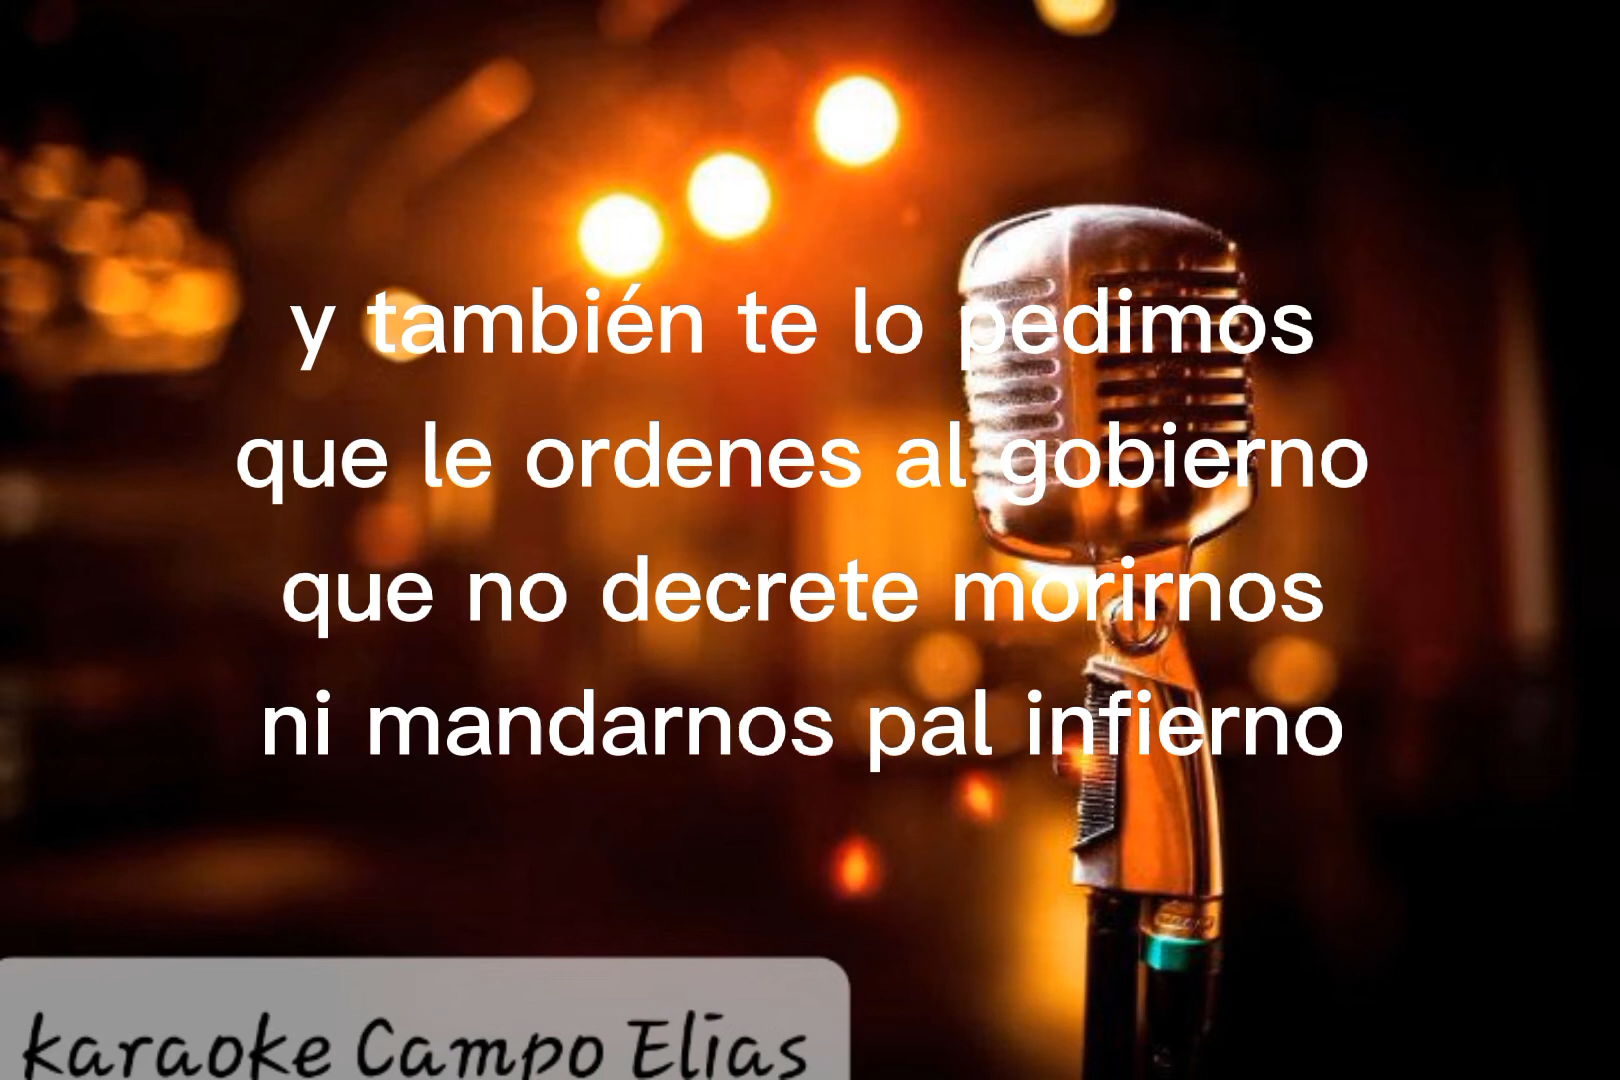 y también te lo pedimos
que le ordenes al gobierno
que no decrete morirnos
ni mandarnos pal infierno
karaoke Campo Elias